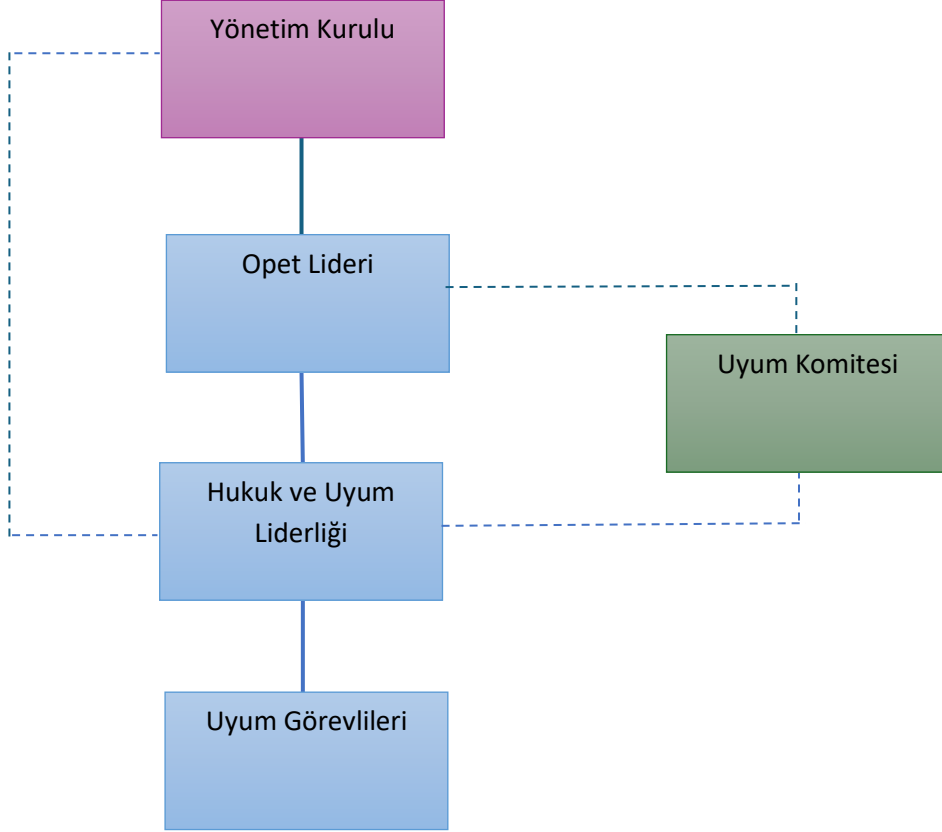 Yönetim Kurulu
Opet Lideri
Uyum Komitesi
Hukuk ve Uyum
Liderliği
Uyum Görevlileri